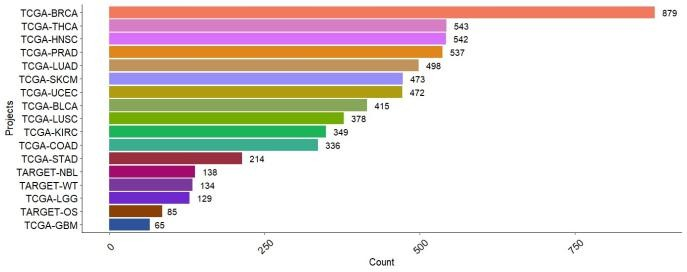 TCGA-BRCA 879
TCGA-THCA 543
TCGA-HNSC 542
TCGA-PRAD 537
TCGA-LUAD 498
TCGA-SKCM 473
TCGA-UCEC 472
TCGA-BLCA 415
TCGA-LUSC 378
TCGA-KIRC 349
TCGA-COAD 336
TCGA-STAD 214
TARGET-NBL 138
TARGET-WT 134
TCGA-LGG 129
TARGET-OS 85
TCGA-GBM 65
Projects
0 250 500 750
Count